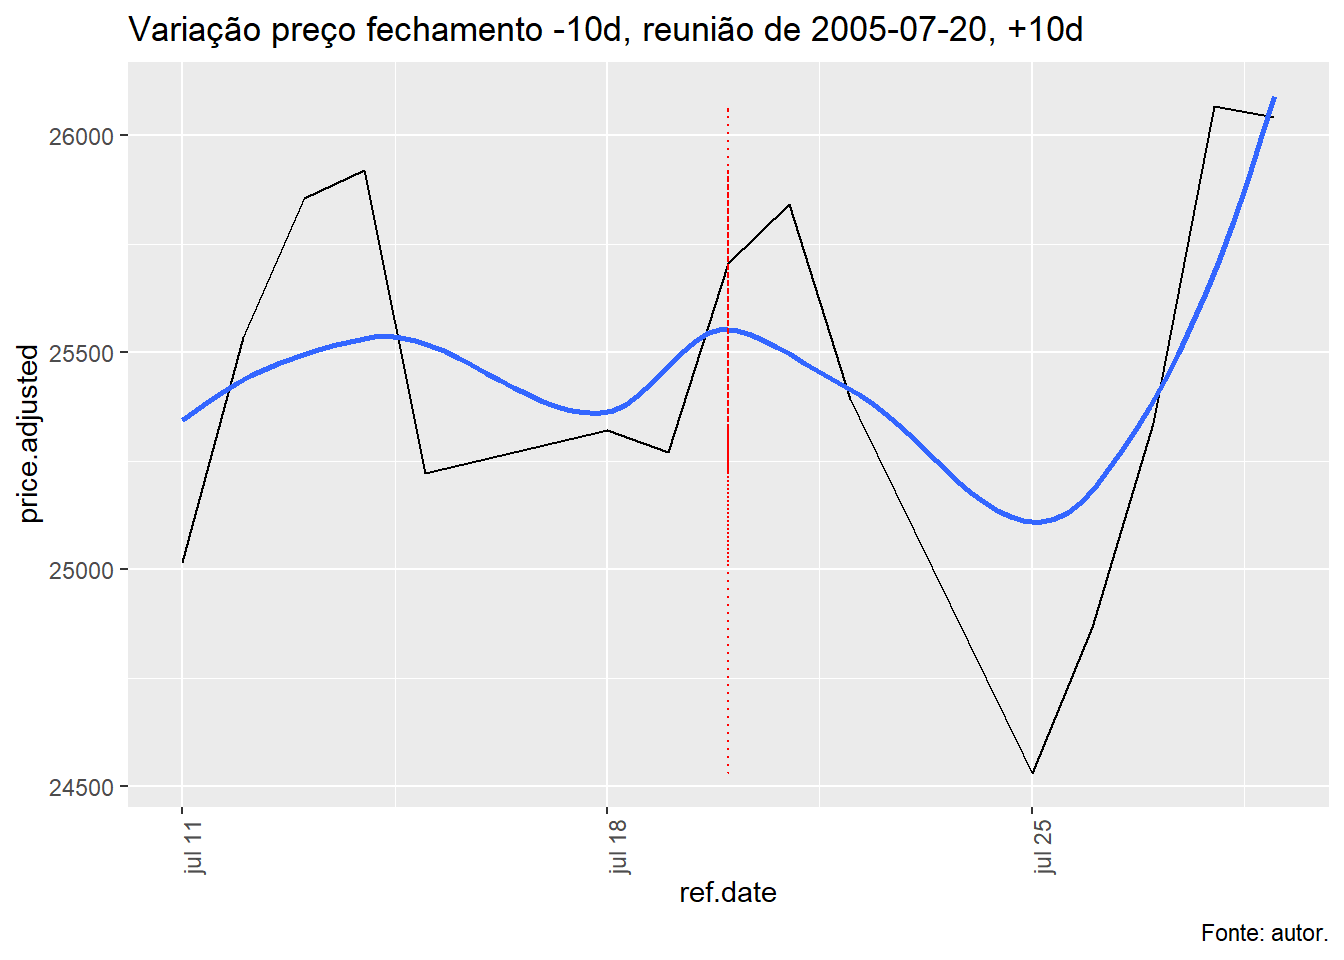 Variação preço fechamento -10d, reunião de 2005-07-20, +10d
price.adjusted
26000
25500
25000
24500
jul 11
jul 18
jul 25
ref.date
Fonte: autor.